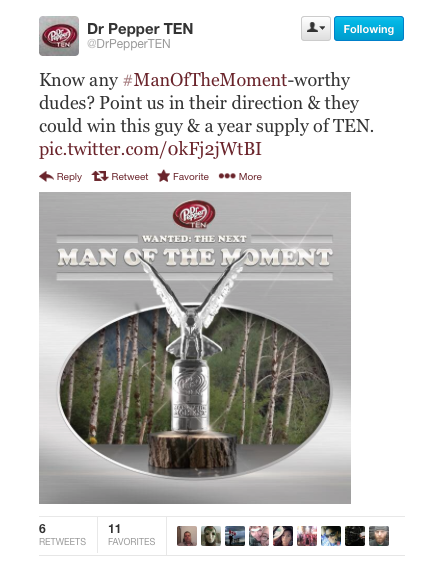 Dr Pepper TEN
@DrPepperTEN
Following
Know any #ManOfTheMoment-worthy
dudes? Point us in their direction & they
could win this guy & a year supply of TEN.
pic.twitter.com/okFj2jWtBI
Reply Retweet Favorite More
Dr Pepper
TEN
WANTED: THE NEXT
MAN OF THE MOMENT
6
RETWEETS
11
FAVORITES